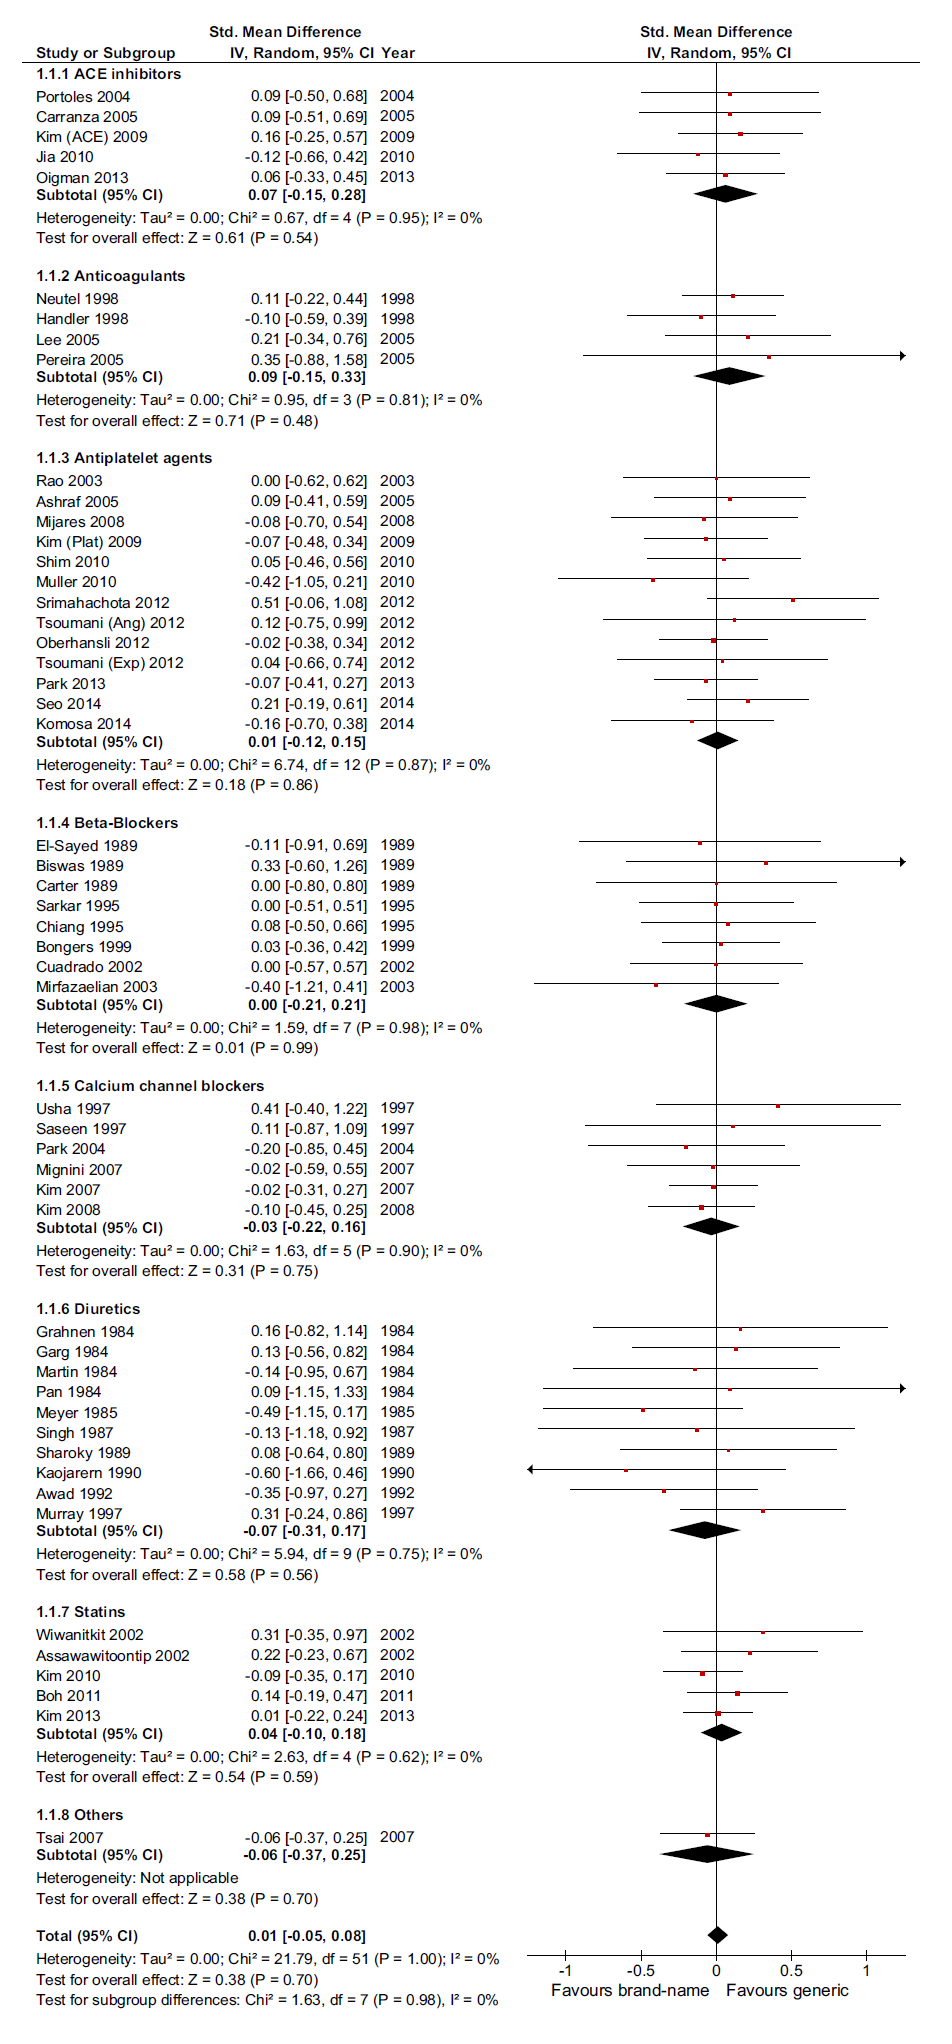 Std. Mean Difference Std. Mean Difference
Study or Subgroup IV, Random, 95% CI Year IV, Random, 95% CI
1.1.1 ACE inhibitors
Portoles 2004 0.09 [-0.50, 0.68] 2004
Carranza 2005 0.09 [-0.51, 0.69] 2005
Kim (ACE) 2009 0.16 [-0.25, 0.57] 2009
Jia 2010 -0.12 [-0.66, 0.42] 2010
Oigman 2013 0.06 [-0.33, 0.45] 2013
Subtotal (95% CI) 0.07 [-0.15, 0.28]
Heterogeneity: Tau² = 0.00; Chi² = 0.67, df = 4 (P = 0.95); I² = 0%
Test for overall effect: Z = 0.61 (P = 0.54)
1.1.2 Anticoagulants
Neutel 1998 0.11 [-0.22, 0.44] 1998
Handler 1998 -0.10 [-0.59, 0.39] 1998
Lee 2005 0.21 [-0.34, 0.76] 2005
Pereira 2005 0.35 [-0.88, 1.58] 2005
Subtotal (95% CI) 0.09 [-0.15, 0.33]
Heterogeneity: Tau² = 0.00; Chi² = 0.95, df = 3 (P = 0.81); I² = 0%
Test for overall effect: Z = 0.71 (P = 0.48)
1.1.3 Antiplatelet agents
Rao 2003 0.00 [-0.62, 0.62] 2003
Ashraf 2005 0.09 [-0.41, 0.59] 2005
Mijares 2008 -0.08 [-0.70, 0.54] 2008
Kim (Plat) 2009 -0.07 [-0.48, 0.34] 2009
Shim 2010 0.05 [-0.46, 0.56] 2010
Muller 2010 -0.42 [-1.05, 0.21] 2010
Srimahachota 2012 0.51 [-0.06, 1.08] 2012
Tsoumani (Ang) 2012 0.12 [-0.75, 0.99] 2012
Oberhansli 2012 -0.02 [-0.38, 0.34] 2012
Tsoumani (Exp) 2012 0.04 [-0.66, 0.74] 2012
Park 2013 -0.07 [-0.41, 0.27] 2013
Seo 2014 0.21 [-0.19, 0.61] 2014
Komosa 2014 -0.16 [-0.70, 0.38] 2014
Subtotal (95% CI) 0.01 [-0.12, 0.15]
Heterogeneity: Tau² = 0.00; Chi² = 6.74, df = 12 (P = 0.87); I² = 0%
Test for overall effect: Z = 0.18 (P = 0.86)
1.1.4 Beta-Blockers
El-Sayed 1989 -0.11 [-0.91, 0.69] 1989
Biswas 1989 0.33 [-0.60, 1.26] 1989
Carter 1989 0.00 [-0.80, 0.80] 1989
Sarkar 1995 0.00 [-0.51, 0.51] 1995
Chiang 1995 0.08 [-0.50, 0.66] 1995
Bongers 1999 0.03 [-0.36, 0.42] 1999
Cuadrado 2002 0.00 [-0.57, 0.57] 2002
Mirfazaelian 2003 -0.40 [-1.21, 0.41] 2003
Subtotal (95% CI) 0.00 [-0.21, 0.21]
Heterogeneity: Tau² = 0.00; Chi² = 1.59, df = 7 (P = 0.98); I² = 0%
Test for overall effect: Z = 0.01 (P = 0.99)
1.1.5 Calcium channel blockers
Usha 1997 0.41 [-0.40, 1.22] 1997
Saseen 1997 0.11 [-0.87, 1.09] 1997
Park 2004 -0.20 [-0.85, 0.45] 2004
Mignini 2007 -0.02 [-0.59, 0.55] 2007
Kim 2007 -0.02 [-0.31, 0.27] 2007
Kim 2008 -0.10 [-0.45, 0.25] 2008
Subtotal (95% CI) -0.03 [-0.22, 0.16]
Heterogeneity: Tau² = 0.00; Chi² = 1.63, df = 5 (P = 0.90); I² = 0%
Test for overall effect: Z = 0.31 (P = 0.75)
1.1.6 Diuretics
Grahnen 1984 0.16 [-0.82, 1.14] 1984
Garg 1984 0.13 [-0.56, 0.82] 1984
Martin 1984 -0.14 [-0.95, 0.67] 1984
Pan 1984 0.09 [-1.15, 1.33] 1984
Meyer 1985 -0.49 [-1.15, 0.17] 1985
Singh 1987 -0.13 [-1.18, 0.92] 1987
Sharoky 1989 0.08 [-0.64, 0.80] 1989
Kaojarern 1990 -0.60 [-1.66, 0.46] 1990
Awad 1992 -0.35 [-0.97, 0.27] 1992
Murray 1997 0.31 [-0.24, 0.86] 1997
Subtotal (95% CI) -0.07 [-0.31, 0.17]
Heterogeneity: Tau² = 0.00; Chi² = 5.94, df = 9 (P = 0.75); I² = 0%
Test for overall effect: Z = 0.58 (P = 0.56)
1.1.7 Statins
Wiwanitkit 2002 0.31 [-0.35, 0.97] 2002
Assawawitoontip 2002 0.22 [-0.23, 0.67] 2002
Kim 2010 -0.09 [-0.35, 0.17] 2010
Boh 2011 0.14 [-0.19, 0.47] 2011
Kim 2013 0.01 [-0.22, 0.24] 2013
Subtotal (95% CI) 0.04 [-0.10, 0.18]
Heterogeneity: Tau² = 0.00; Chi² = 2.63, df = 4 (P = 0.62); I² = 0%
Test for overall effect: Z = 0.54 (P = 0.59)
1.1.8 Others
Tsai 2007 -0.06 [-0.37, 0.25] 2007
Subtotal (95% CI) -0.06 [-0.37, 0.25]
Heterogeneity: Not applicable
Test for overall effect: Z = 0.38 (P = 0.70)
Total (95% CI) 0.01 [-0.05, 0.08]
Heterogeneity: Tau² = 0.00; Chi² = 21.79, df = 51 (P = 1.00); I² = 0%
Test for overall effect: Z = 0.38 (P = 0.70)
Test for subgroup differences: Chi² = 1.63, df = 7 (P = 0.98), I² = 0%
-1 -0.5 0 0.5 1
Favours brand-name Favours generic